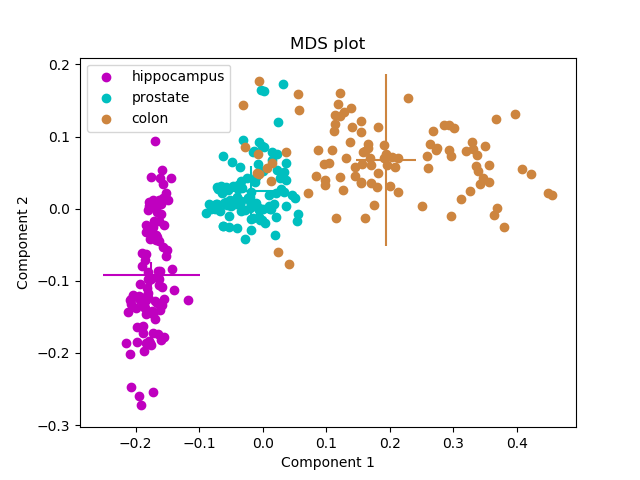 MDS plot
hippocampus
prostate
colon
Component 2
0.2
0.1
0.0
−0.1
−0.2
−0.3
−0.2
−0.1
0.0
0.1
0.2
0.3
0.4
Component 1